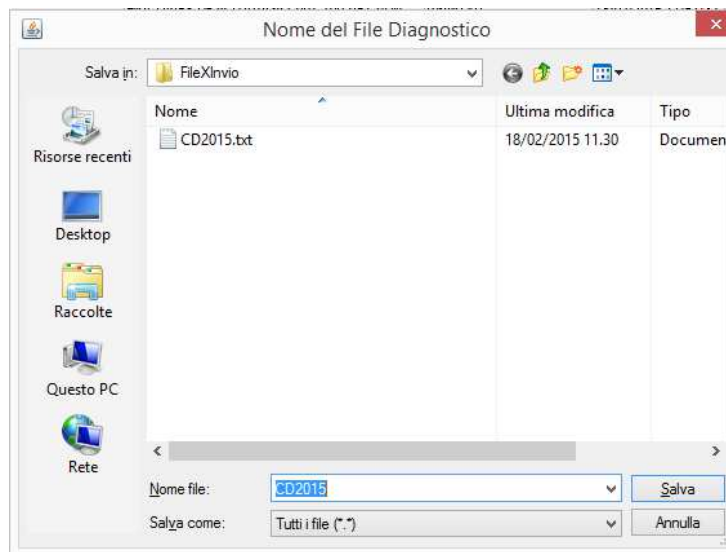 Nome del File Diagnostico
Salva in: FileXInvio
Nome Ultima modifica Tipo
CD2015.txt 18/02/2015 11.30 Documen
Risorse recenti
Desktop
Raccolte
Questo PC
Rete
Nome file: CD2015 Salva
Salva come: Tutti i file (*.*) Annulla